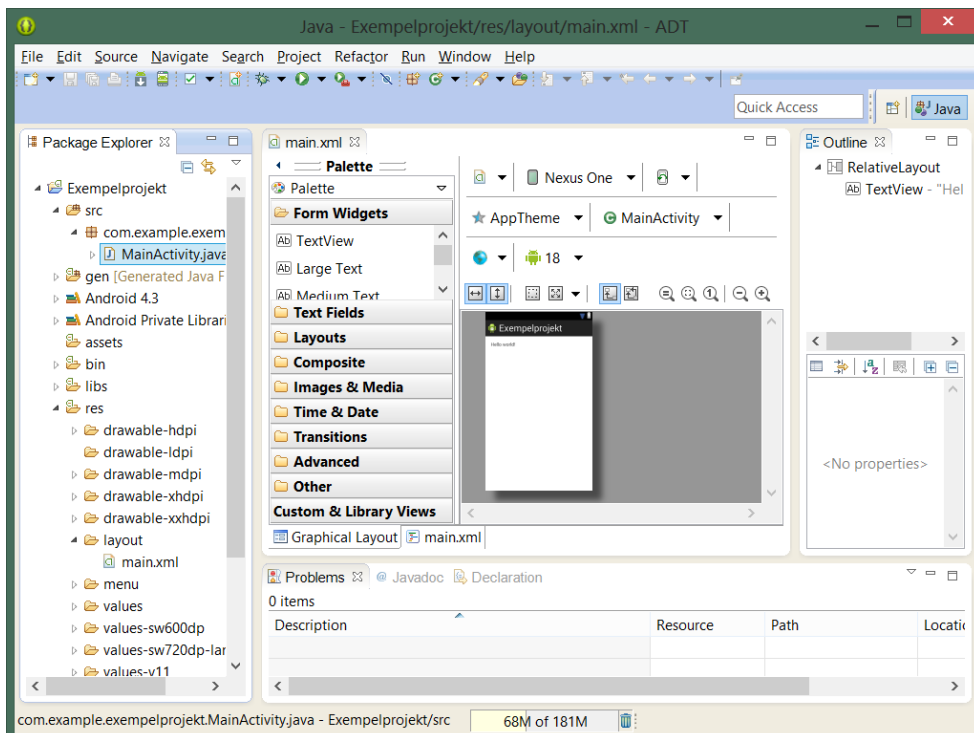 Java - Exempelprojekt/res/layout/main.xml - ADT
File Edit Source Navigate Search Project Refactor Run Window Help
Quick Access
Java
Package Explorer
Exempelprojekt
src
com.example.exem
MainActivity.java
gen [Generated Java F
Android 4.3
Android Private Librari
assets
bin
libs
res
drawable-hdpi
drawable-ldpi
drawable-mdpi
drawable-xhdpi
drawable-xxhdpi
layout
main.xml
menu
values
values-sw600dp
values-sw720dp-lar
values-v11
main.xml
Palette
Palette
Form Widgets
Ab TextView
Ab Large Text
Ab Medium Text
Text Fields
Layouts
Composite
Images & Media
Time & Date
Transitions
Advanced
Other
Custom & Library Views
Nexus One
AppTheme
MainActivity
18
Exempelprojekt
Hello world!
Graphical Layout
main.xml
Outline
RelativeLayout
Ab TextView - "Hel
<No properties>
Problems @ Javadoc Declaration
0 items
Description Resource Path Locatio
com.example.exempelprojekt.MainActivity.java - Exempelprojekt/src
68M of 181M